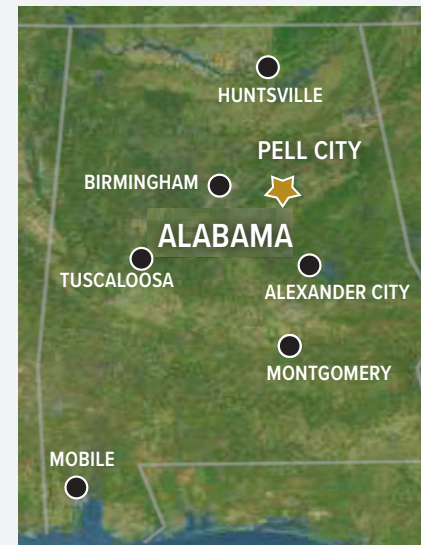 HUNTSVILLE
PELL CITY
BIRMINGHAM
ALABAMA
TUSCALOOSA
ALEXANDER CITY
MONTGOMERY
MOBILE